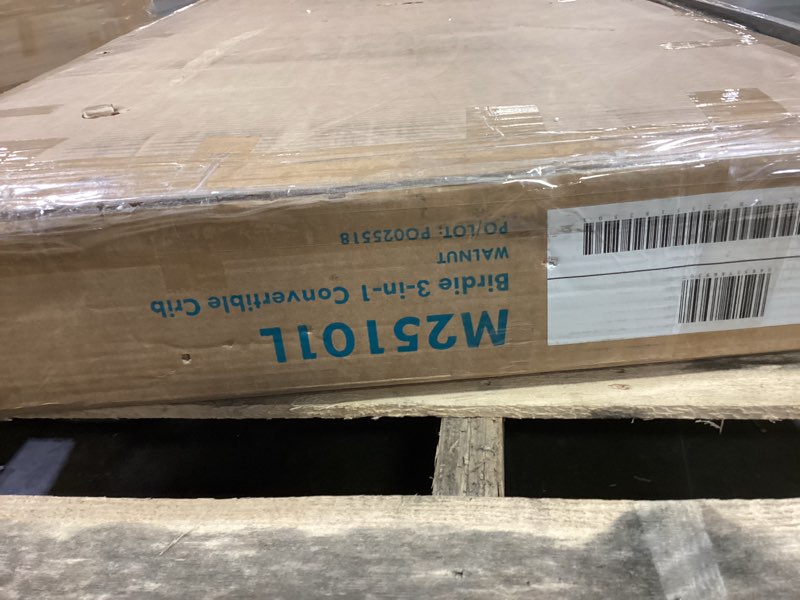 M25101L
Birdie 3-in-1 Convertible Crib
WALNUT
PO/LOT: PO025518